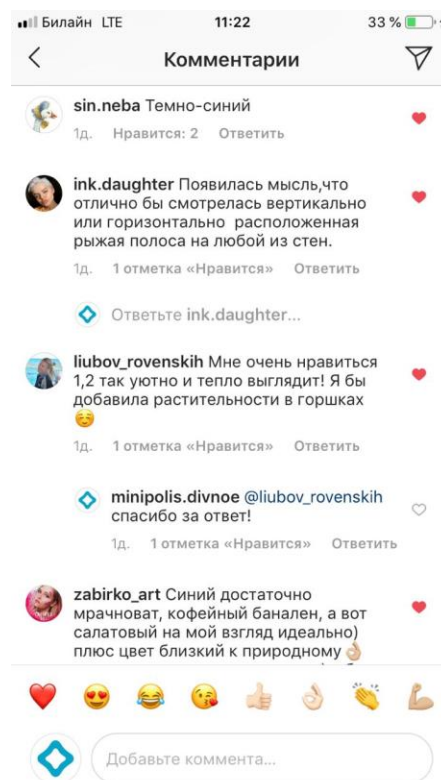 Билайн LTE 11:22 33 %
Комментарии
sin.neba Темно-синий
1д. Нравится: 2 Ответить
ink.daughter Появилась мысль,что
отлично бы смотрелась вертикально
или горизонтально расположенная
рыжая полоса на любой из стен.
1д. 1 отметка «Нравится» Ответить
Ответьте ink.daughter...
liubov_rovenskih Мне очень нравиться
1,2 так уютно и тепло выглядит! Я бы
добавила растительности в горшках
☺️
1д. 1 отметка «Нравится» Ответить
minipolis.divnoe @liubov_rovenskih
спасибо за ответ!
1д. 1 отметка «Нравится» Ответить
zabirko_art Синий достаточно
мрачноват, кофейный банален, а вот
салатовый на мой взгляд идеально)
плюс цвет близкий к природному👌🏻
Добавьте коммента...